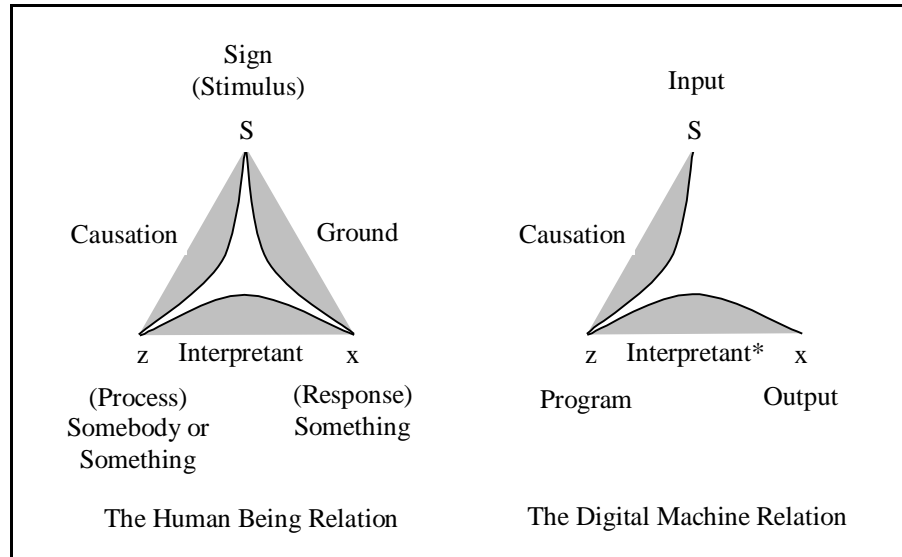 Sign
(Stimulus)
S
Causation
Ground
z
Interpretant
x
(Process)
Somebody or
Something
(Response)
Something
The Human Being Relation
Input
S
Causation
z
Interpretant*
x
Program
Output
The Digital Machine Relation